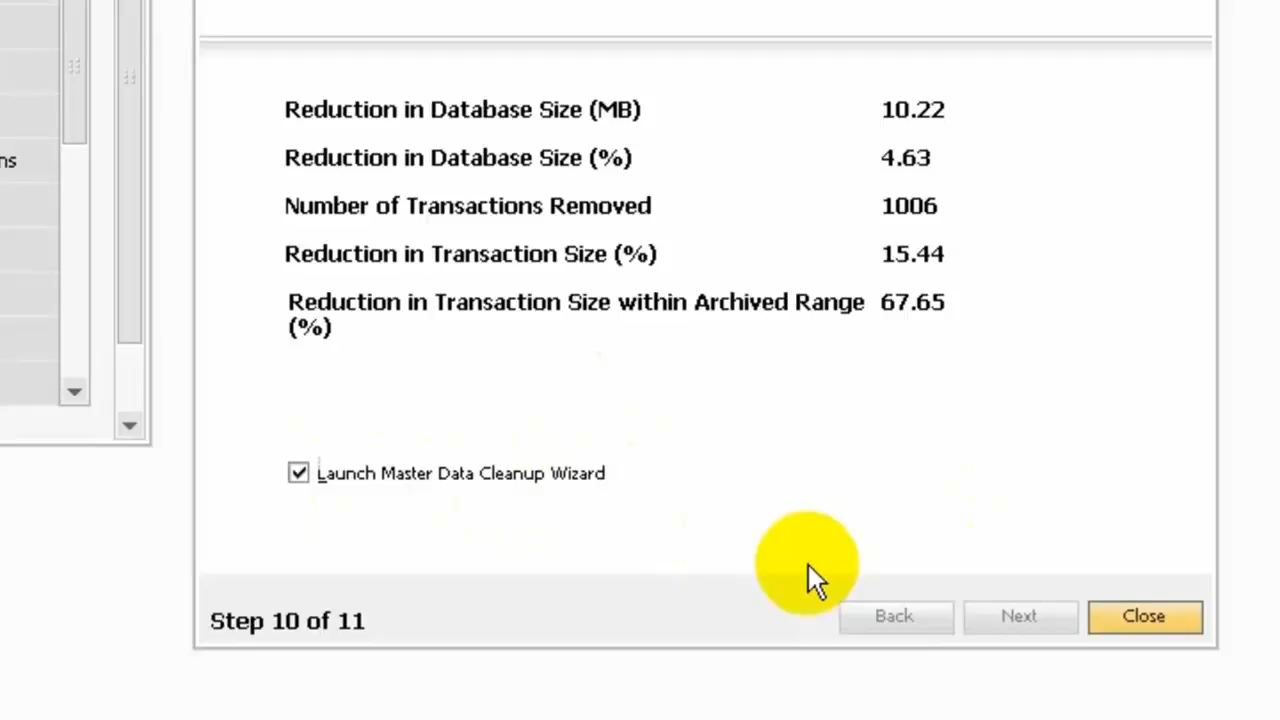 ns
Reduction in Database Size (MB) 10.22
Reduction in Database Size (%) 4.63
Number of Transactions Removed 1006
Reduction in Transaction Size (%) 15.44
Reduction in Transaction Size within Archived Range 67.65
(%)
Launch Master Data Cleanup Wizard
Step 10 of 11 Back Next Close